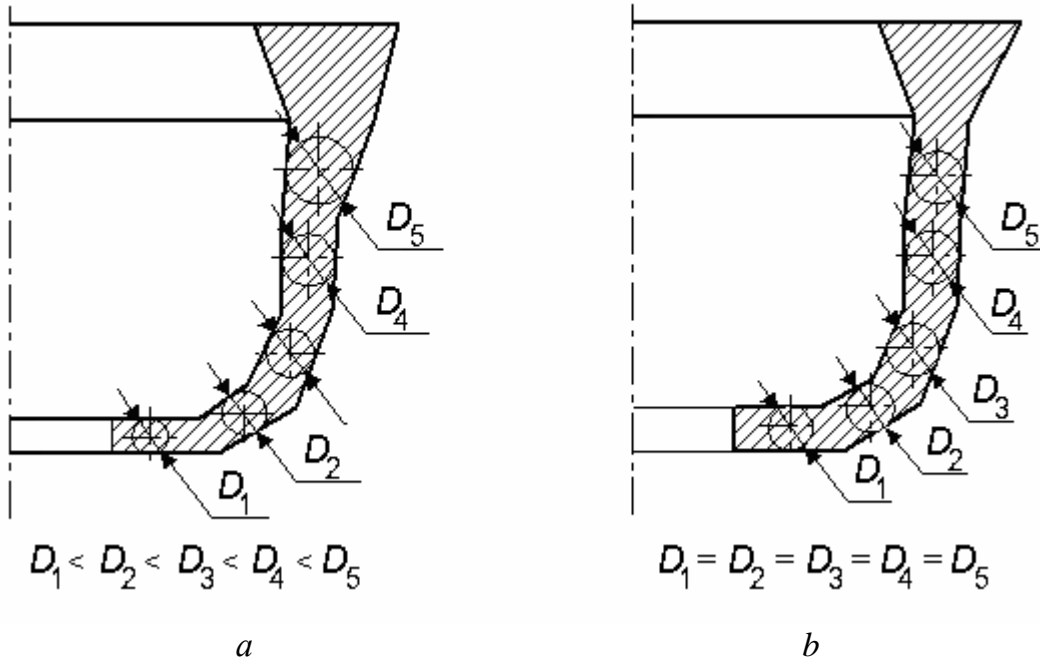 D5 D5
D4 D4
D3
D2 D2
D1 D1
D1 < D2 < D3 < D4 < D5 D1 = D2 = D3 = D4 = D5
a b